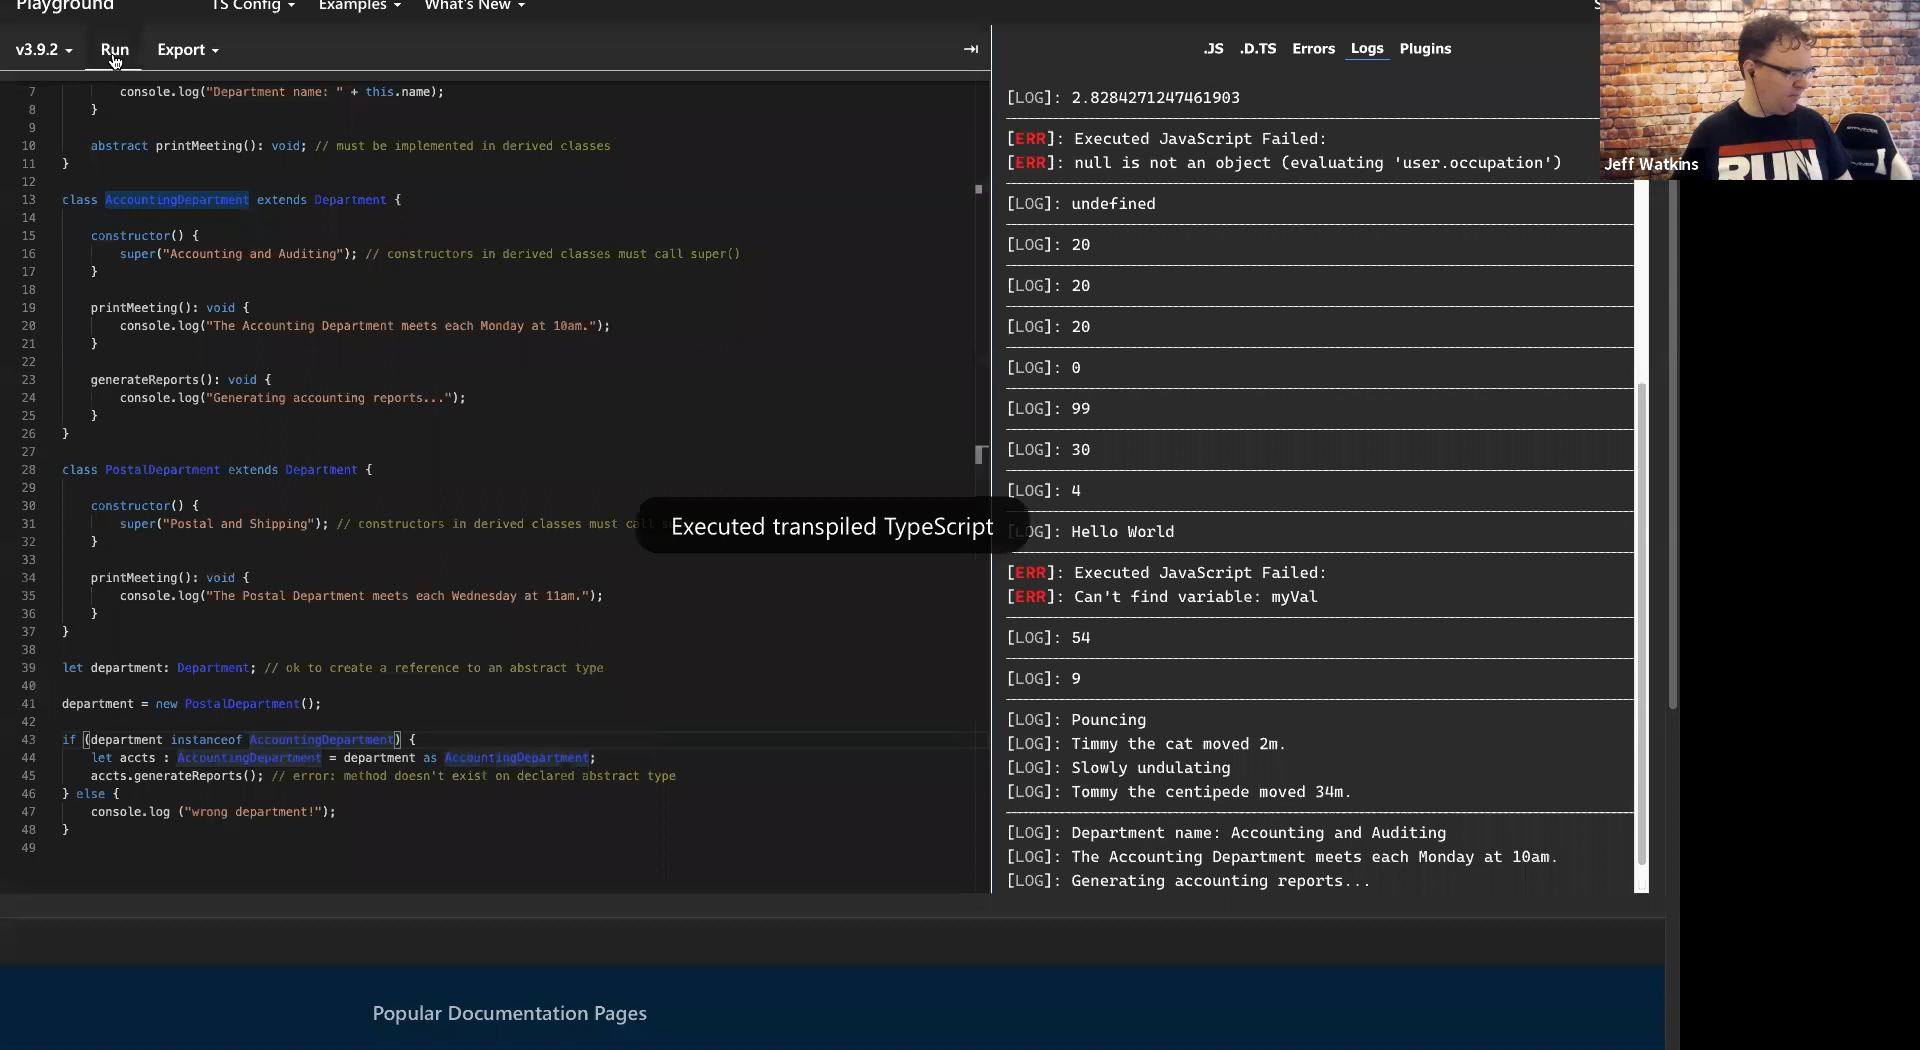 Playground TS Config Examples What's New
v3.9.2 Run Export
7 console.log("Department name: " + this.name);
8 }
9
10 abstract printMeeting(): void; // must be implemented in derived classes
11 }
12
13 class AccountingDepartment extends Department {
14
15 constructor() {
16 super("Accounting and Auditing"); // constructors in derived classes must call super()
17 }
18
19 printMeeting(): void {
20 console.log("The Accounting Department meets each Monday at 10am.");
21 }
22
23 generateReports(): void {
24 console.log("Generating accounting reports...");
25 }
26 }
27
28 class PostalDepartment extends Department {
29
30 constructor() {
31 super("Postal and Shipping"); // constructors in derived classes must
32 }
33
34 printMeeting(): void {
35 console.log("The Postal Department meets each Wednesday at 11am.");
36 }
37 }
38
39 let department: Department; // ok to create a reference to an abstract type
40
41 department = new PostalDepartment();
42
43 if (department instanceof AccountingDepartment) {
44 let accts : AccountingDepartment = department as AccountingDepartment;
45 accts.generateReports(); // error: method doesn't exist on declared abstract type
46 } else {
47 console.log ("wrong department!");
48 }
49
Executed transpiled TypeScript
.JS .D.TS Errors Logs Plugins
[LOG]: 2.8284271247461903
[ERR]: Executed JavaScript Failed:
[ERR]: null is not an object (evaluating 'user.occupation')
[LOG]: undefined
[LOG]: 20
[LOG]: 20
[LOG]: 20
[LOG]: 0
[LOG]: 99
[LOG]: 30
[LOG]: 4
[LOG]: Hello World
[ERR]: Executed JavaScript Failed:
[ERR]: Can't find variable: myVal
[LOG]: 54
[LOG]: 9
[LOG]: Pouncing
[LOG]: Timmy the cat moved 2m.
[LOG]: Slowly undulating
[LOG]: Tommy the centipede moved 34m.
[LOG]: Department name: Accounting and Auditing
[LOG]: The Accounting Department meets each Monday at 10am.
[LOG]: Generating accounting reports...
Jeff Watkins
RUN
Popular Documentation Pages